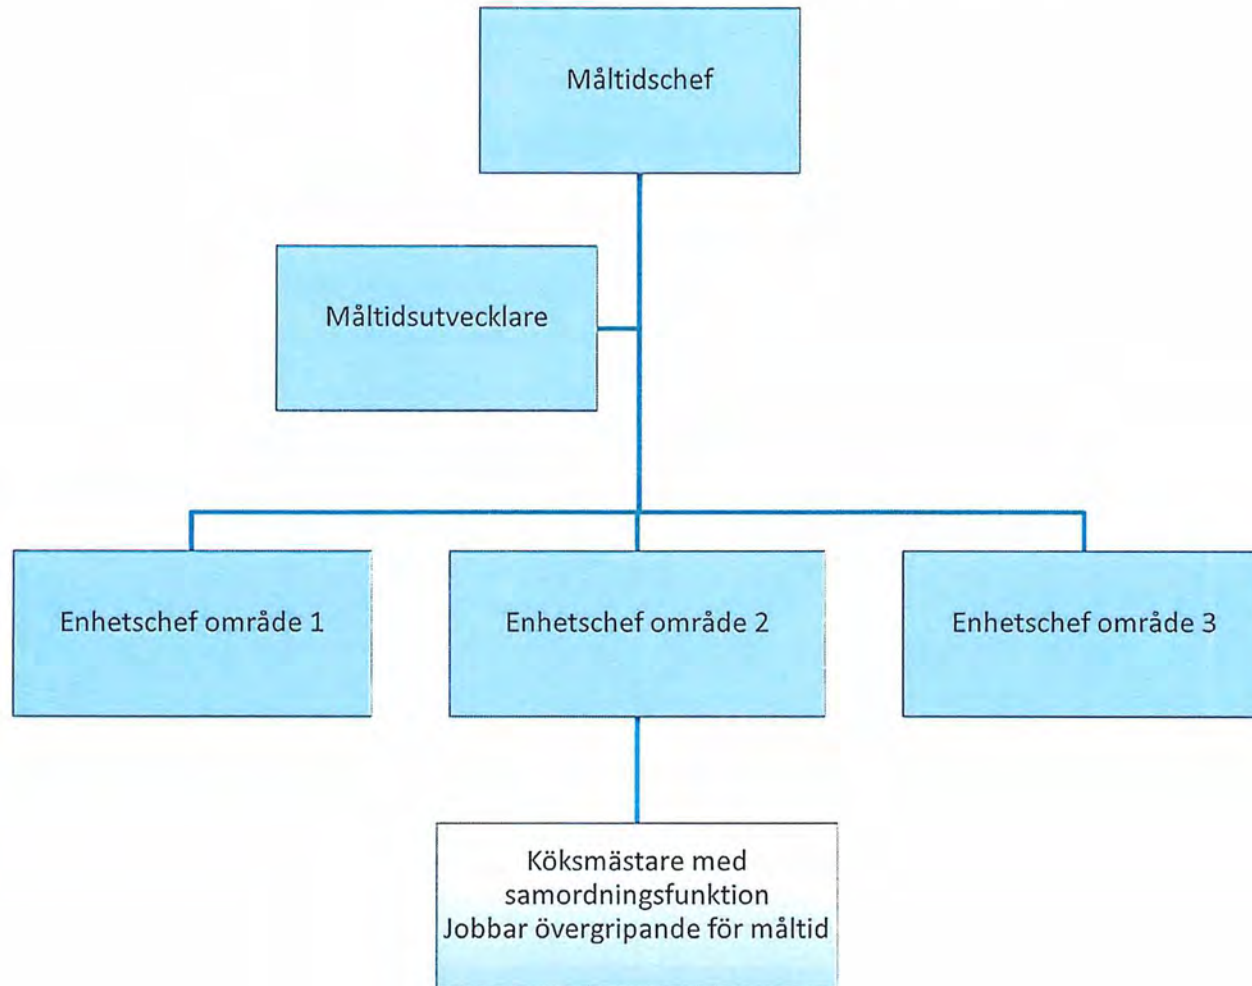 Måltidschef
Måltidsutvecklare
Enhetschef område 1
Enhetschef område 2
Enhetschef område 3
Köksmästare med
samordningsfunktion
Jobbar övergripande för måltid